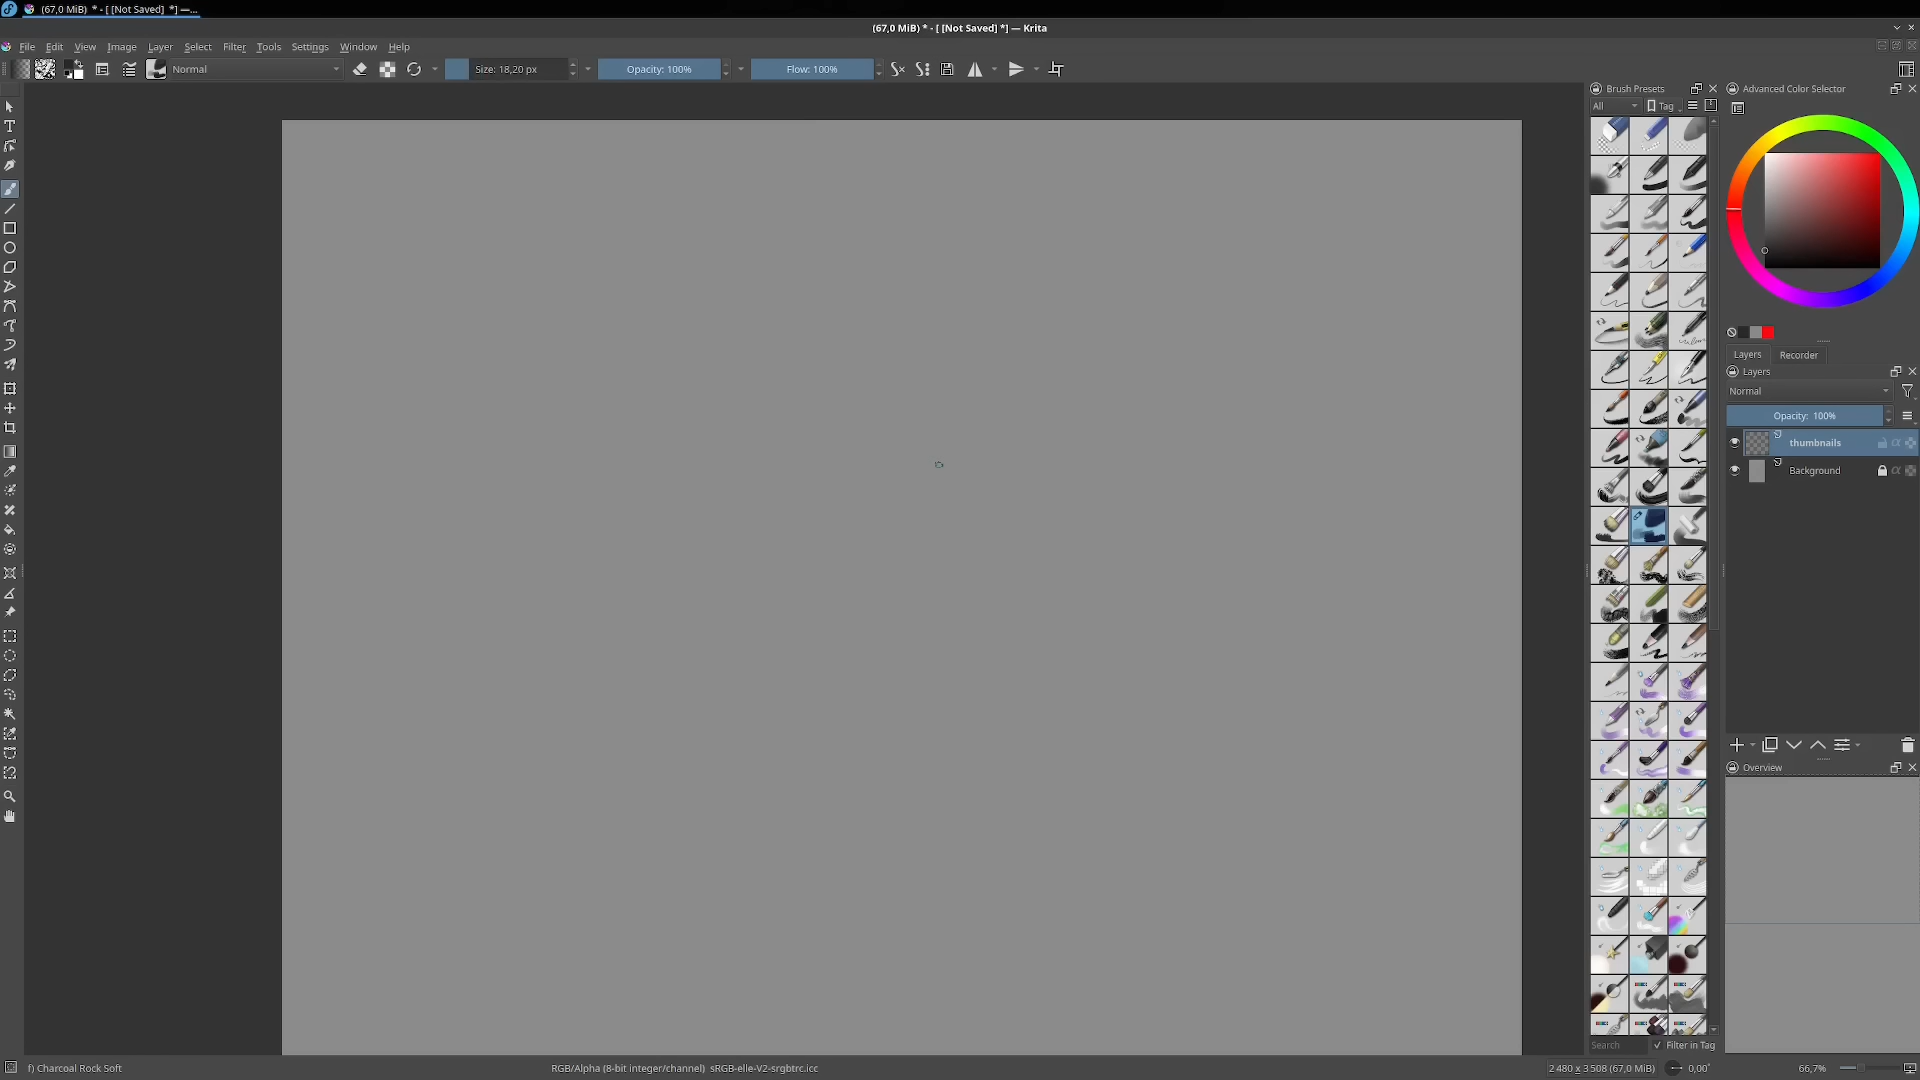 (67,0 MiB) * - [ [Not Saved] *] —...
(67,0 MiB) * - [ [Not Saved] *] — Krita
File Edit View Image Layer Select Filter Tools Settings Window Help
Normal
Size: 18,20 px
Opacity: 100%
Flow: 100%
Brush Presets
All
Tag
Advanced Color Selector
Layers Recorder
Layers
Normal
Opacity: 100%
thumbnails
Background
Overview
Search
Filter in Tag
f) Charcoal Rock Soft
RGB/Alpha (8-bit integer/channel) sRGB-elle-V2-srgbtrc.icc
2 480 x 3 508 (67,0 MiB)
0,00°
66,7%